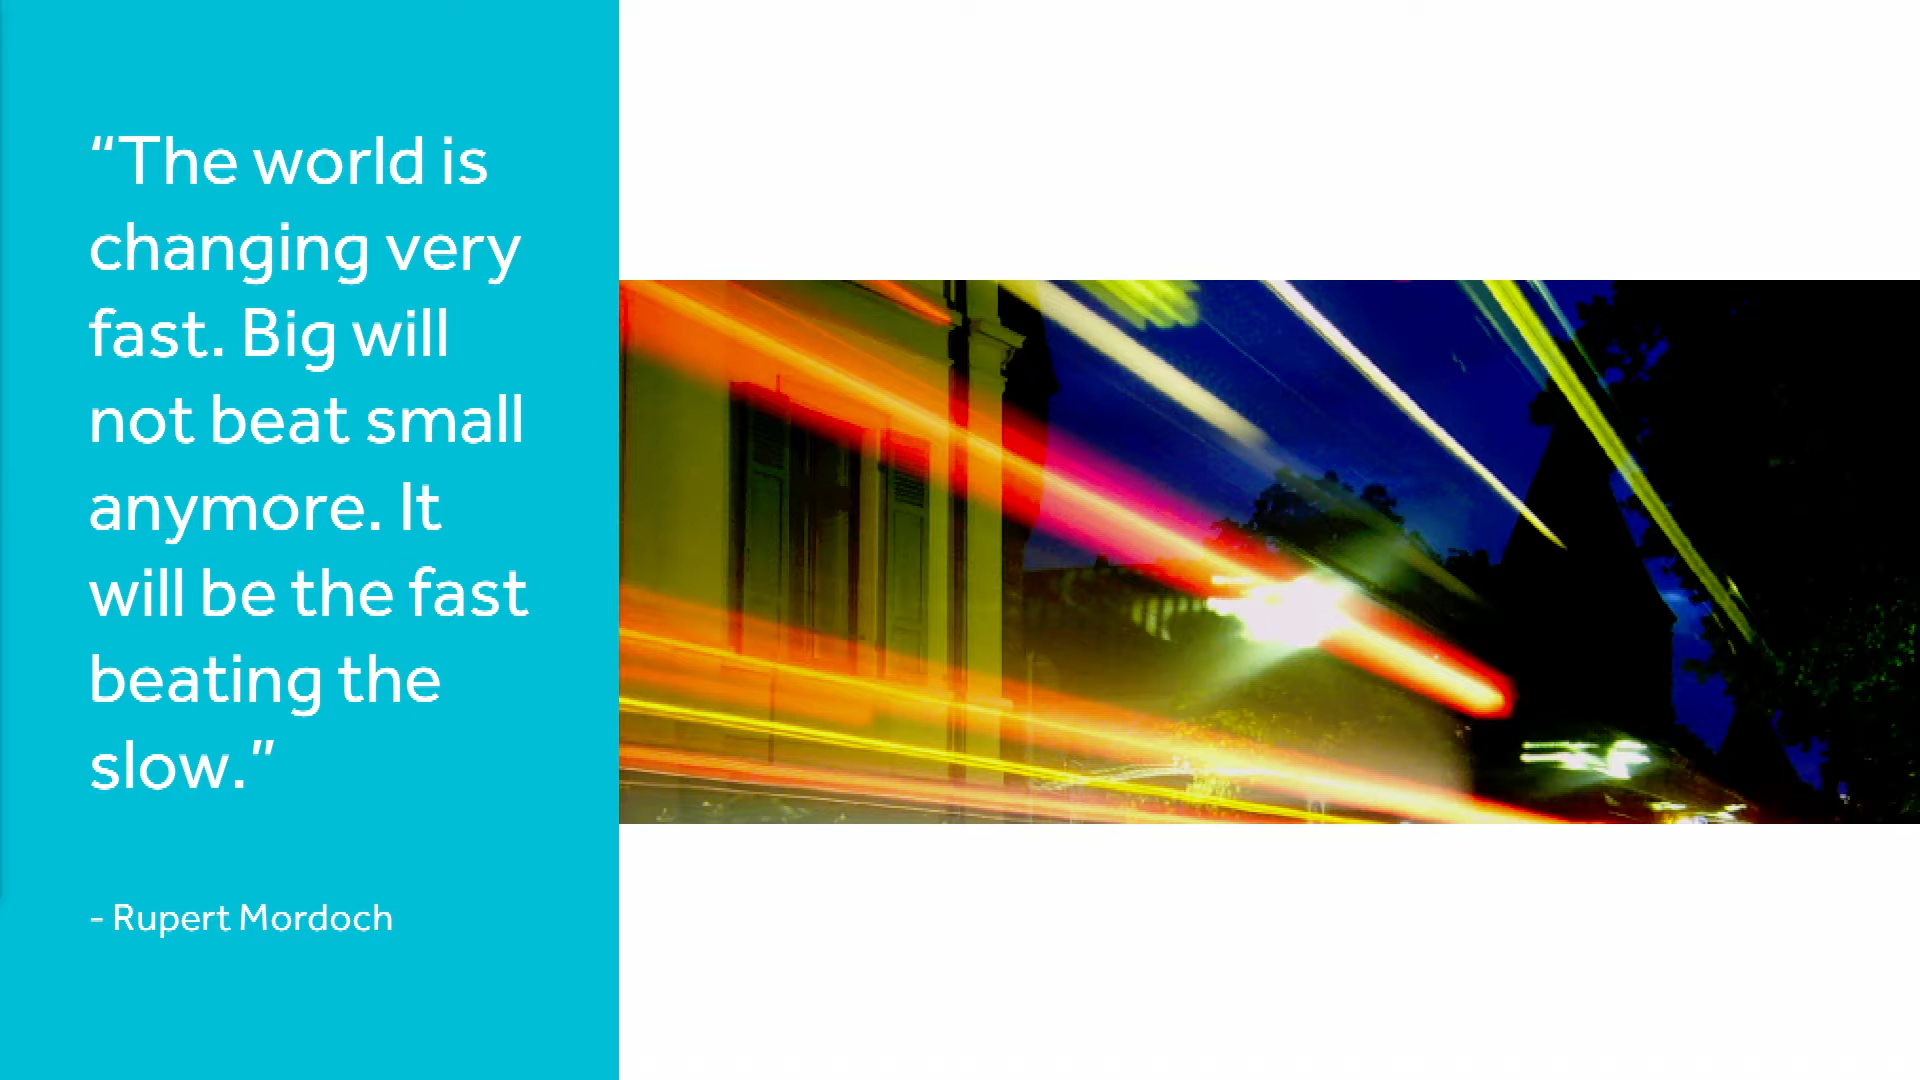 “The world is
changing very
fast. Big will
not beat small
anymore. It
will be the fast
beating the
slow.”
- Rupert Mordoch